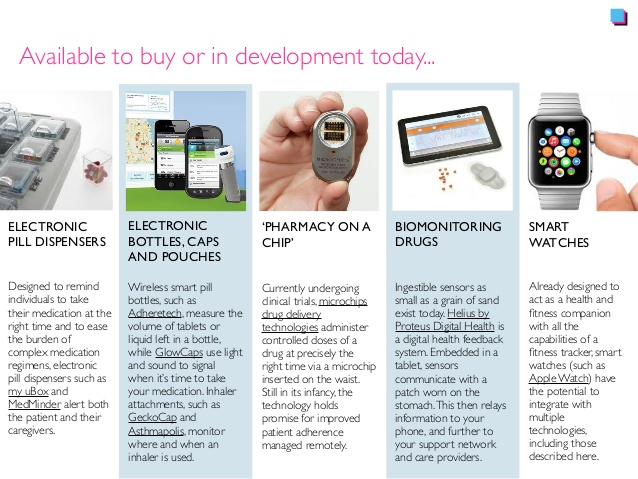 Available to buy or in development today...
ELECTRONIC
PILL DISPENSERS
Designed to remind
individuals to take
their medication at the
right time and to ease
the burden of
complex medication
regimens, electronic
pill dispensers such as
my uBox and
MedMinder alert both
the patient and their
caregivers.
ELECTRONIC
BOTTLES, CAPS
AND POUCHES
Wireless smart pill
bottles, such as
Adheretech, measure the
volume of tablets or
liquid left in a bottle,
while GlowCaps use light
and sound to signal
when it's time to take
your medication. Inhaler
attachments, such as
GeckoCap and
Asthmapolis, monitor
where and when an
inhaler is used.
'PHARMACY ON A
CHIP'
Currently undergoing
clinical trials, microchips
drug delivery
technologies administer
controlled doses of a
drug at precisely the
right time via a microchip
inserted on the waist.
Still in its infancy, the
technology holds
promise for improved
patient adherence
managed remotely.
BIOMONITORING
DRUGS
Ingestible sensors as
small as a grain of sand
exist today. Helius by
Proteus Digital Health is
a digital health feedback
system. Embedded in a
tablet, sensors
communicate with a
patch worn on the
stomach. This then relays
information to your
phone, and further to
your support network
and care providers.
SMART
WATCHES
Already designed to
act as a health and
fitness companion
with all the
capabilities of a
fitness tracker, smart
watches (such as
Apple Watch) have
the potential to
integrate with
multiple
technologies,
including those
described here.